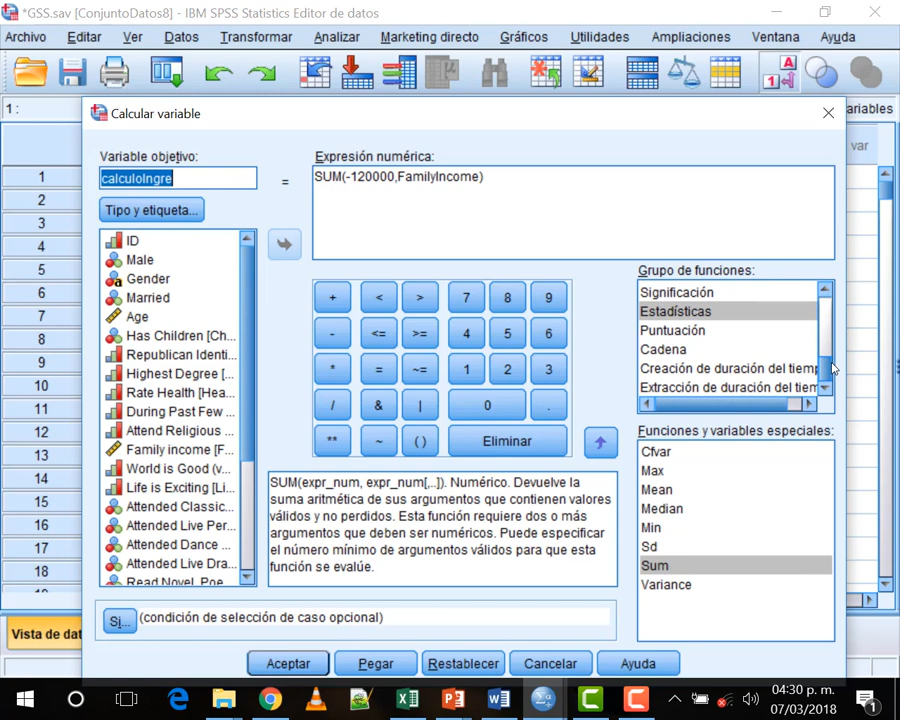 *GSS.sav [ConjuntoDatos8] - IBM SPSS Statistics Editor de datos
Archivo Editar Ver Datos Transformar Analizar Marketing directo Gráficos Utilidades Ampliaciones Ventana Ayuda
1 :
ariables
Calcular variable
var
Variable objetivo:
calculoIngre
=
Expresión numérica:
SUM(-120000,FamilyIncome)
Tipo y etiqueta...
ID
Male
Gender
Married
Age
Has Children [Ch...
Republican Identi...
Highest Degree [...
Rate Health [Hea...
During Past Few ...
Attend Religious ...
Family income [F...
World is Good (v...
Life is Exciting [Li...
Attended Classic...
Attended Live Per...
Attended Dance ...
Attended Live Dra...
Read Novel, Poe...
+ < > 7 8 9
- <= >= 4 5 6
* = ~= 1 2 3
/ & | 0 .
** ~ ( ) Eliminar
Grupo de funciones:
Significación
Estadísticas
Puntuación
Cadena
Creación de duración del tiemp
Extracción de duración del tiem
Funciones y variables especiales:
Cfvar
Max
Mean
Median
Min
Sd
Sum
Variance
SUM(expr_num, expr_num[,..]). Numérico. Devuelve la
suma aritmética de sus argumentos que contienen valores
válidos y no perdidos. Esta función requiere dos o más
argumentos que deben ser numéricos. Puede especificar
el número mínimo de argumentos válidos para que esta
función se evalúe.
Si... (condición de selección de caso opcional)
Aceptar Pegar Restablecer Cancelar Ayuda
1
2
3
4
5
6
7
8
9
10
11
12
13
14
15
16
17
18
Vista de dat
04:30 p. m.
07/03/2018
1